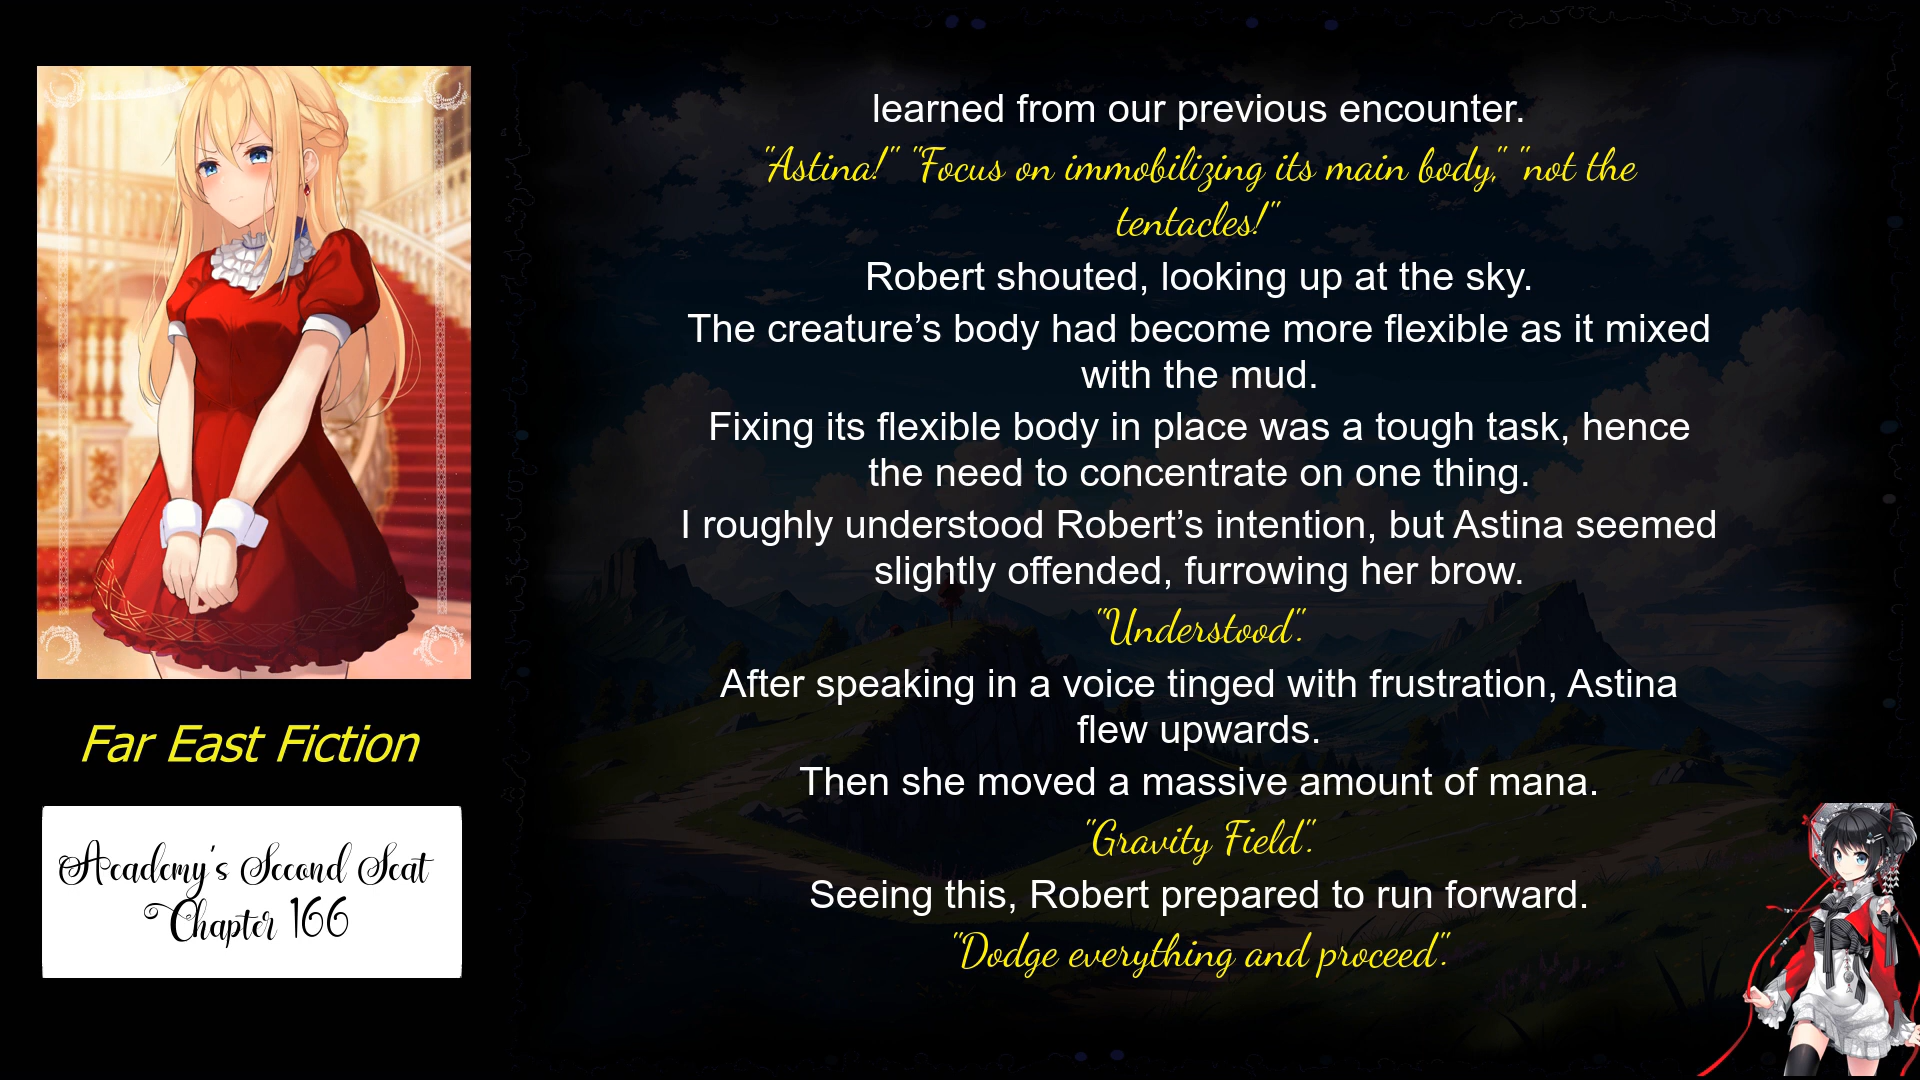 learned from our previous encounter.
"Astina!" "Focus on immobilizing its main body," "not the
tentacles!"
Robert shouted, looking up at the sky.
The creature’s body had become more flexible as it mixed
with the mud.
Fixing its flexible body in place was a tough task, hence
the need to concentrate on one thing.
I roughly understood Robert’s intention, but Astina seemed
slightly offended, furrowing her brow.
"Understood".
After speaking in a voice tinged with frustration, Astina
flew upwards.
Then she moved a massive amount of mana.
"Gravity Field".
Seeing this, Robert prepared to run forward.
"Dodge everything and proceed".
Far East Fiction
Academy's Second Seat
Chapter 166